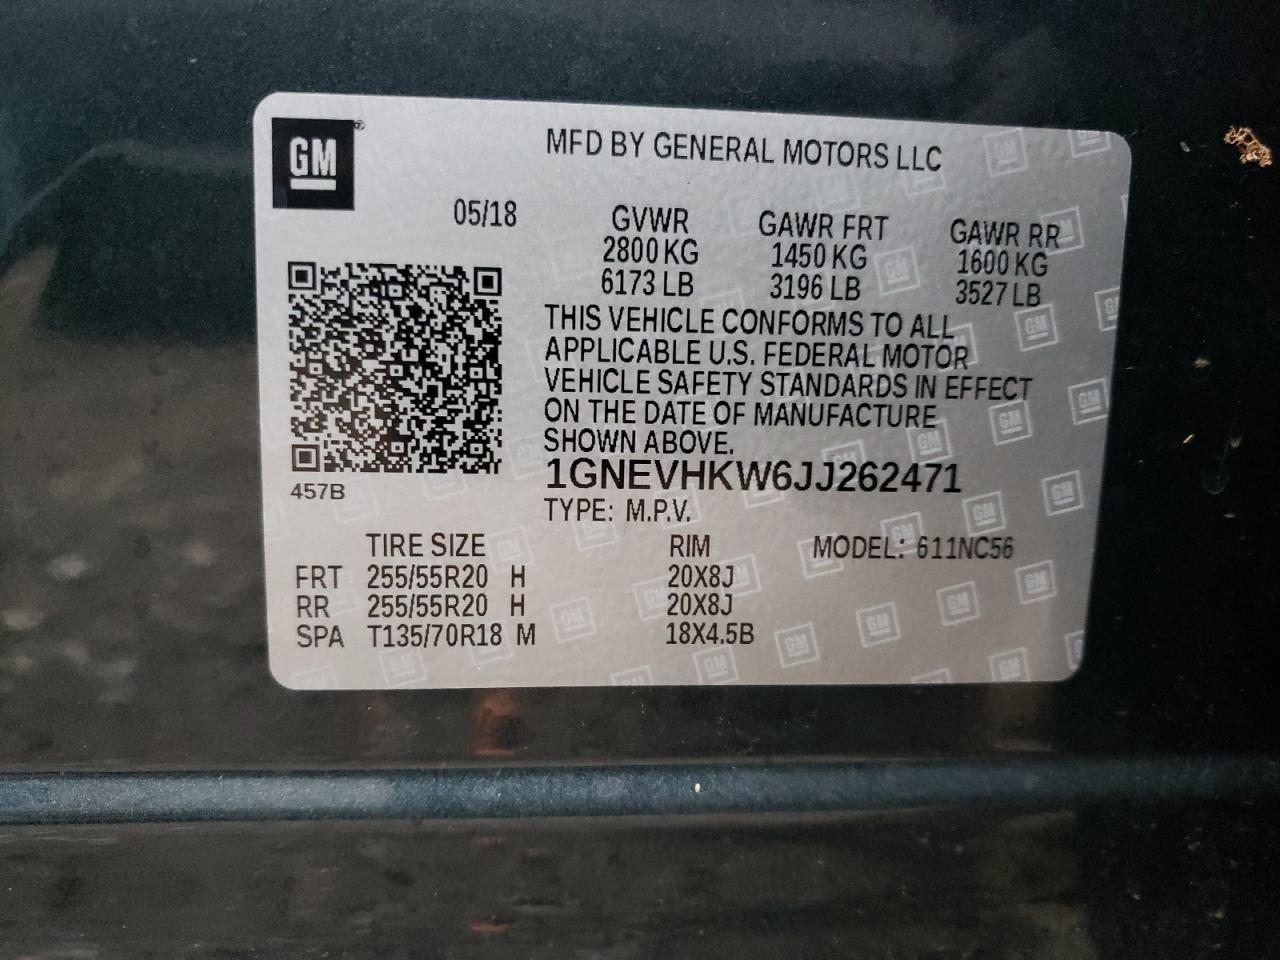 GM
MFD BY GENERAL MOTORS LLC
05/18
GVWR GAWR FRT GAWR RR
2800 KG 1450 KG 1600 KG
6173 LB 3196 LB 3527 LB
THIS VEHICLE CONFORMS TO ALL
APPLICABLE U.S. FEDERAL MOTOR
VEHICLE SAFETY STANDARDS IN EFFECT
ON THE DATE OF MANUFACTURE
SHOWN ABOVE.
1GNEVHKW6JJ262471
457B
TYPE: M.P.V.
TIRE SIZE RIM MODEL: 611NC56
FRT 255/55R20 H 20X8J
RR 255/55R20 H 20X8J
SPA T135/70R18 M 18X4.5B